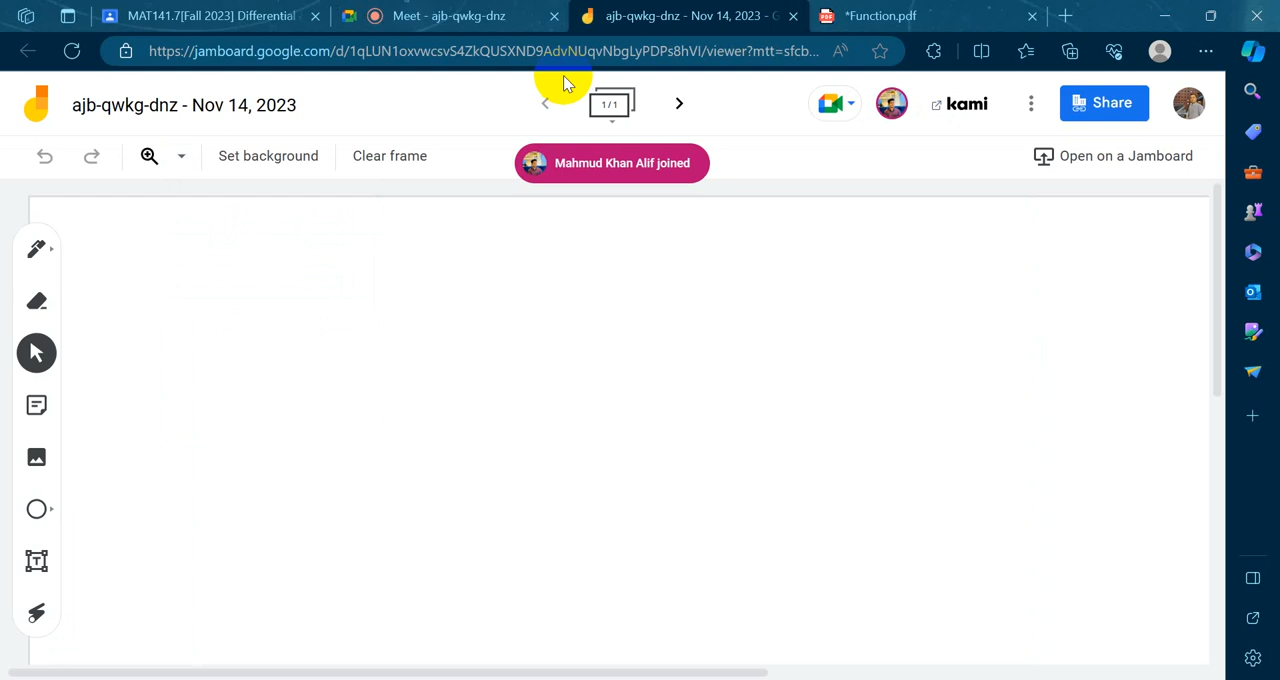 MAT141.7[Fall 2023] Differential
Meet - ajb-qwkg-dnz
ajb-qwkg-dnz - Nov 14, 2023 - G
PDF
*Function.pdf
https://jamboard.google.com/d/1qLUN1oxvwcsvS4ZkQUSXND9AdvNUqvNbgLyPDPs8hVI/viewer?mtt=sfcb...
ajb-qwkg-dnz - Nov 14, 2023
1/1
kami
Share
Set background
Clear frame
Mahmud Khan Alif joined
Open on a Jamboard